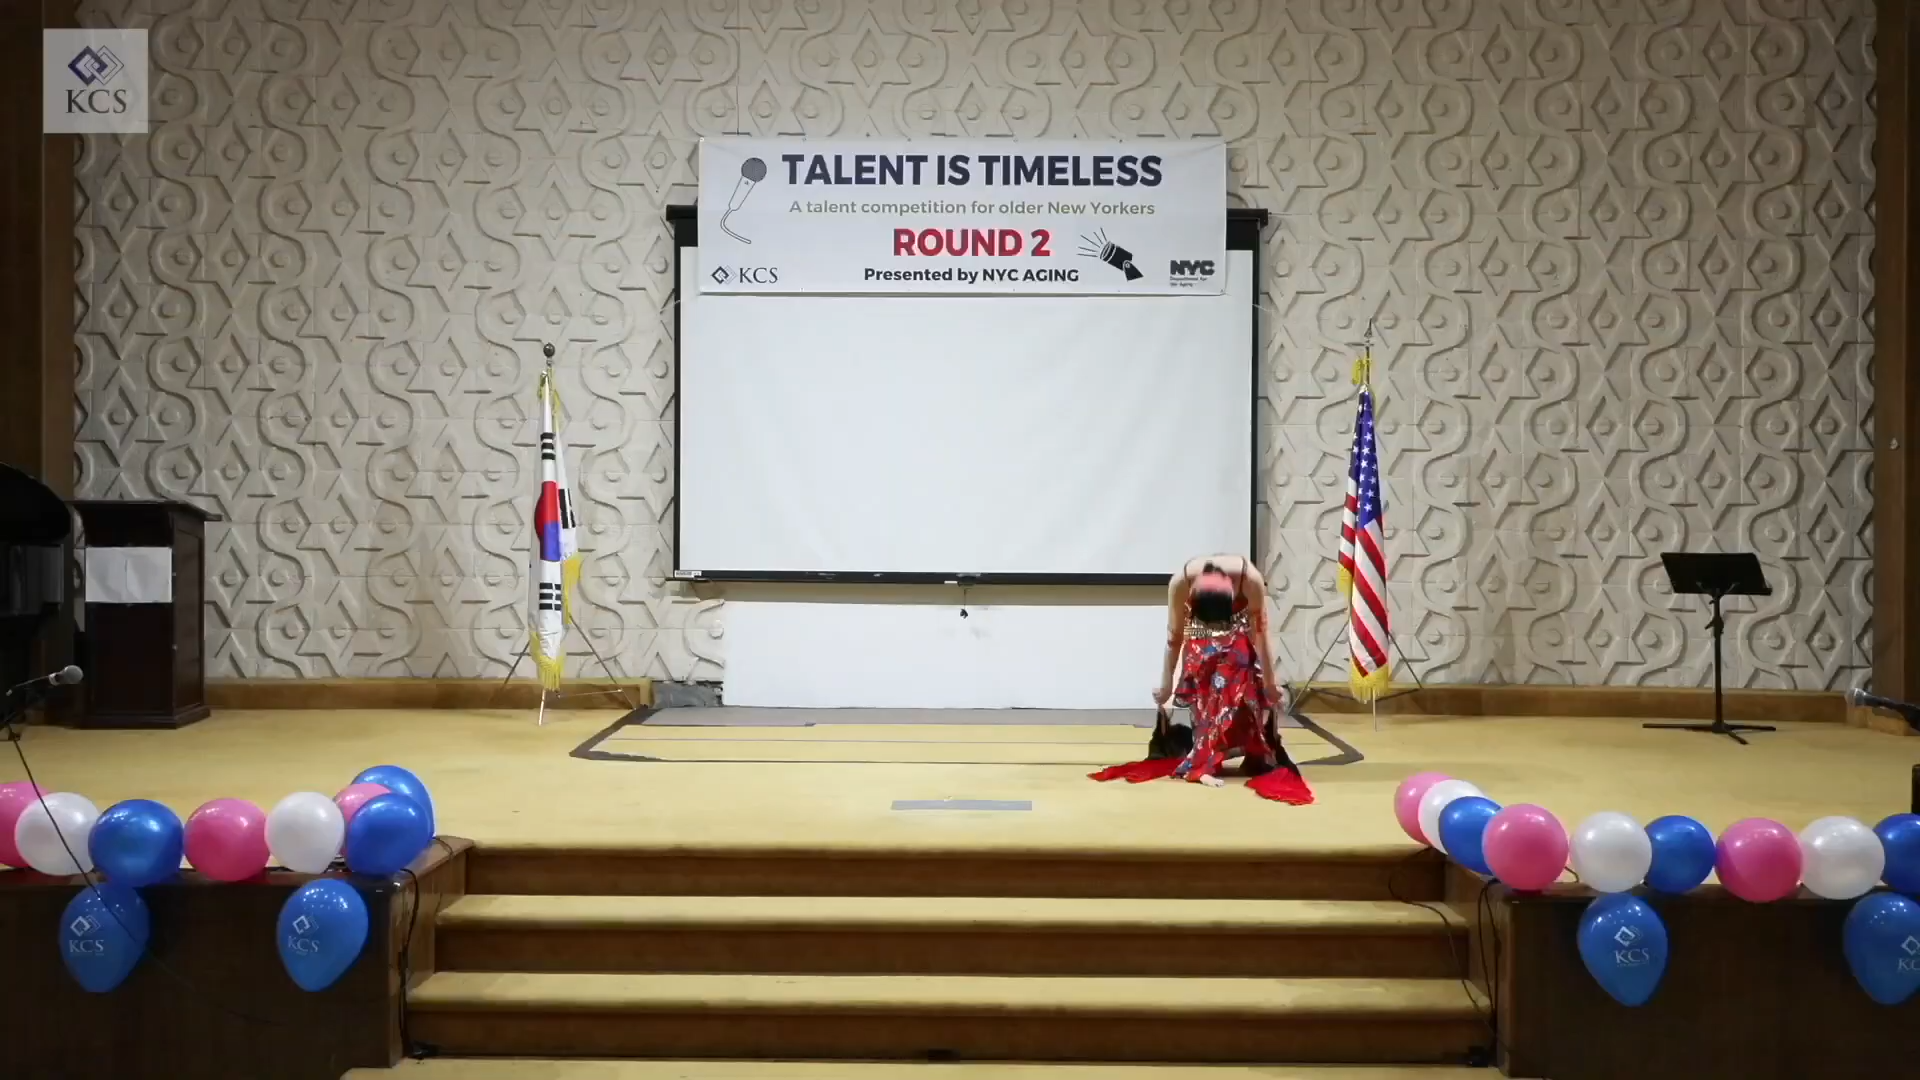 KCS
TALENT IS TIMELESS
A talent competition for older New Yorkers
ROUND 2
Presented by NYC AGING
KCS
NYC
KCS
KCS
KCS